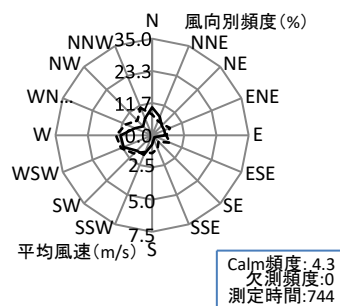 N
風向別頻度(%)
35.0
NNW
NNE
NW
NE
23.3
WN...
ENE
11.7
W
0.0
E
2.5
WSW
ESE
5.0
SW
SE
7.5
SSW
SSE
平均風速(m/s)
S
Calm頻度: 4.3
欠測頻度:0
測定時間:744